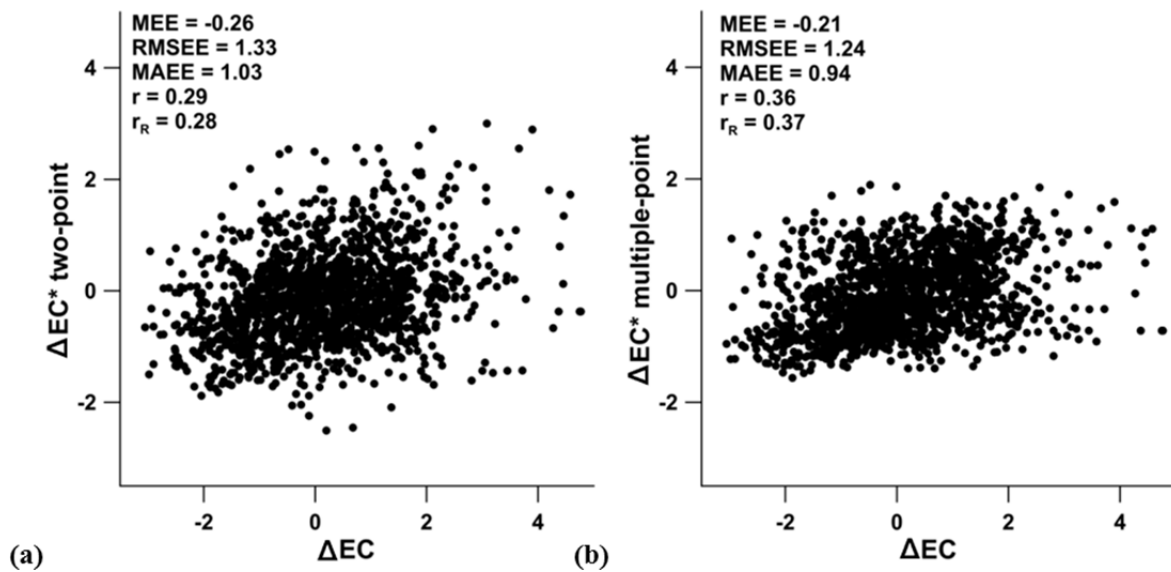 MEE = -0.26
RMSEE = 1.33
MAEE = 1.03
r = 0.29
rR = 0.28
4
2
0
-2
ΔEC* two-point
-2 0 2 4
ΔEC
(a)
MEE = -0.21
RMSEE = 1.24
MAEE = 0.94
r = 0.36
rR = 0.37
4
2
0
-2
ΔEC* multiple-point
-2 0 2 4
ΔEC
(b)